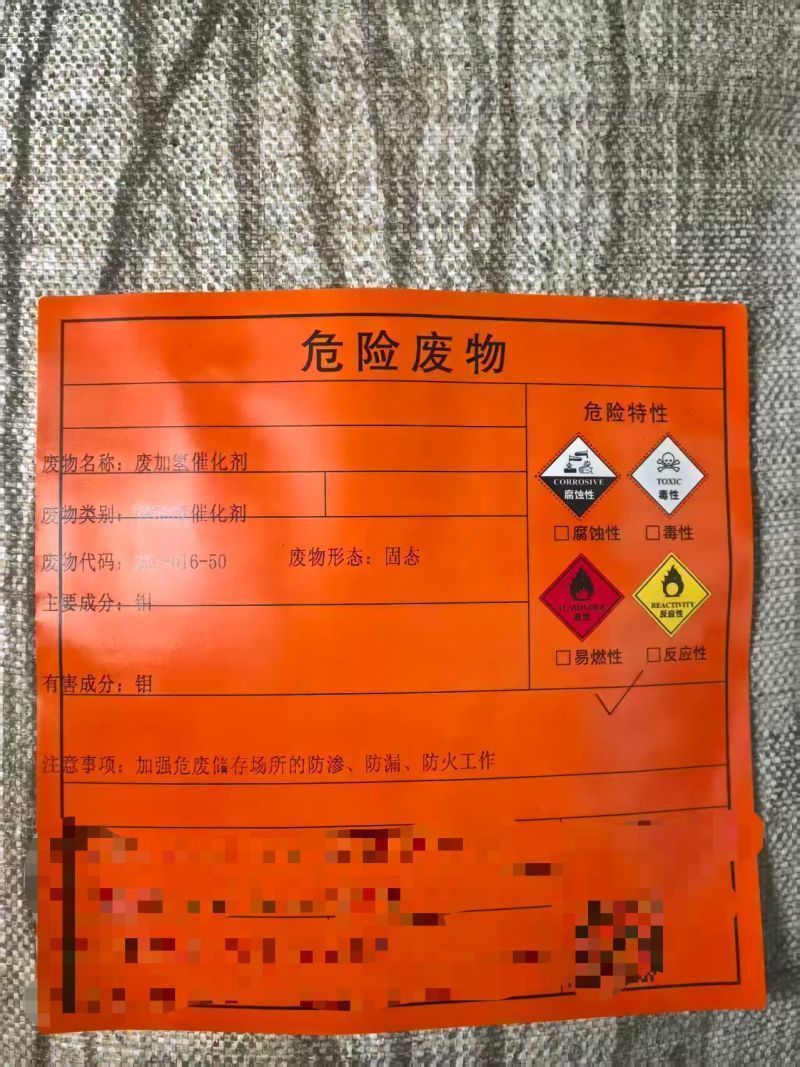 危险废物
危险特性
废物名称：废加氢催化剂
CORROSIVE
腐蚀性
TOXIC
毒性
废物类别：催化剂
□腐蚀性 □毒性
废物代码：-016-50 废物形态：固态
REACTIVITY
反应性
主要成分：钼
□易燃性 □反应性
有害成分：钼
注意事项：加强危废储存场所的防渗、防漏、防火工作